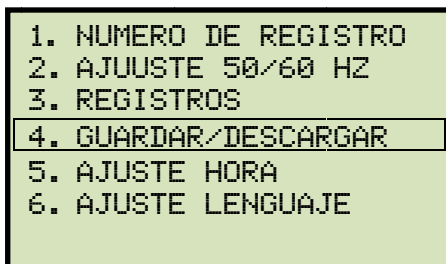 1. NUMERO DE REGISTRO
2. AJUUSTE 50/60 HZ
3. REGISTROS
4. GUARDAR/DESCARGAR
5. AJUSTE HORA
6. AJUSTE LENGUAJE